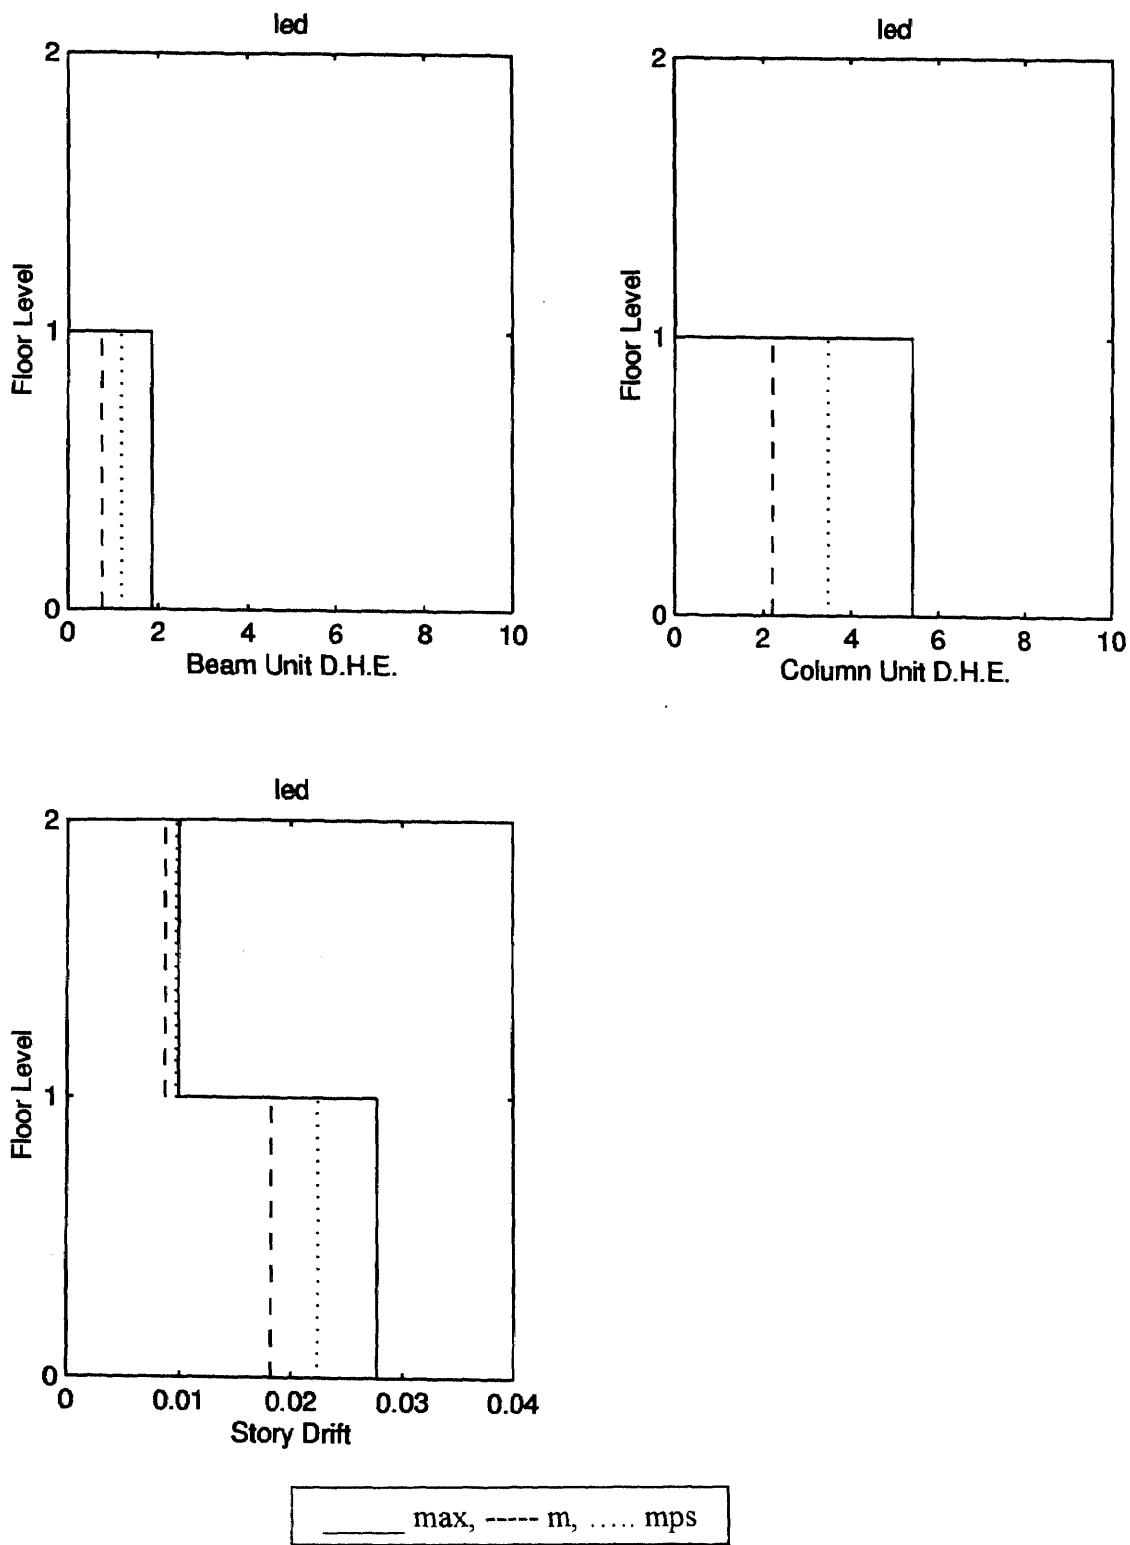 led
2
1
0
Floor Level
0 2 4 6 8 10
Beam Unit D.H.E.
led
2
1
0
Floor Level
0 2 4 6 8 10
Column Unit D.H.E.
led
2
1
0
Floor Level
0 0.01 0.02 0.03 0.04
Story Drift
______ max, ----- m, ..... mps